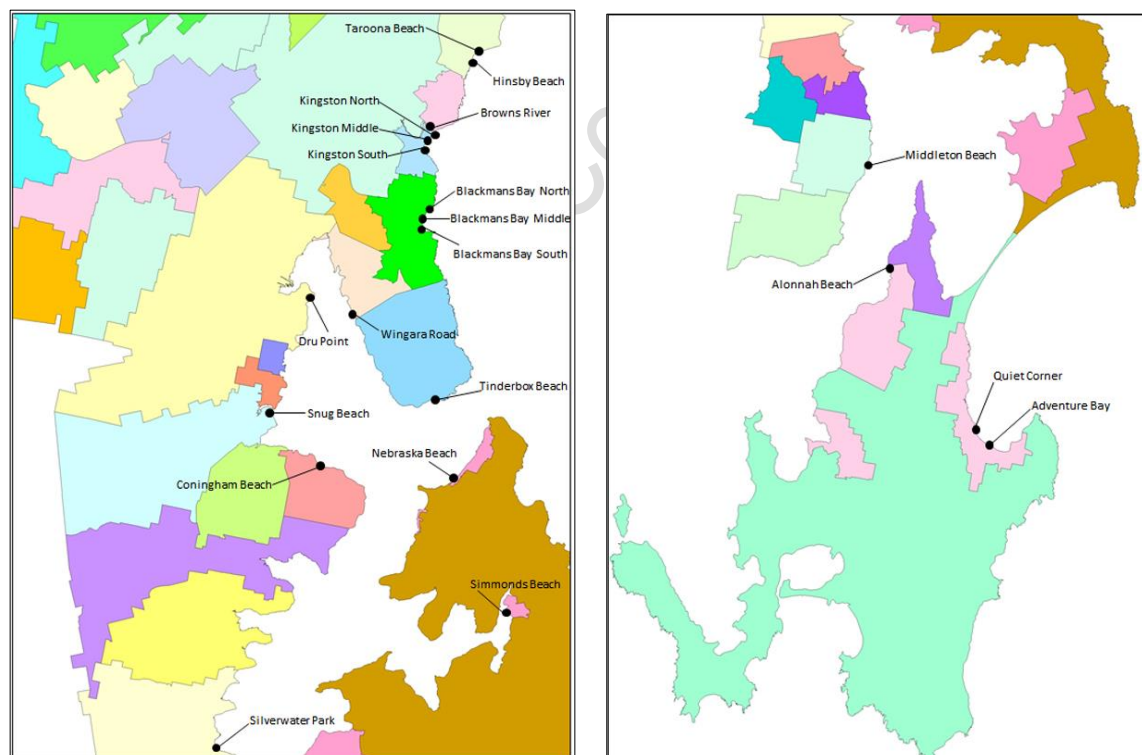 Taroona Beach
Hinsby Beach
Kingston North
Browns River
Kingston Middle
Kingston South
Blackmans Bay North
Blackmans Bay Middle
Blackmans Bay South
Dru Point
Wingara Road
Tinderbox Beach
Snug Beach
Nebraska Beach
Coningham Beach
Simmonds Beach
Silverwater Park
Middleton Beach
Alonnah Beach
Quiet Corner
Adventure Bay